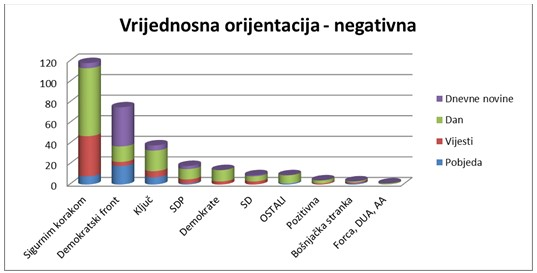 Vrijednosna orijentacija - negativna
120
100
80
60
40
20
0
Sigurnim korakom
Demokratski front
Ključ
SDP
Demokrate
SD
OSTALI
Pozitivna
Bošnjačka stranka
Forca, DUA, AA
Dnevne novine
Dan
Vijesti
Pobjeda